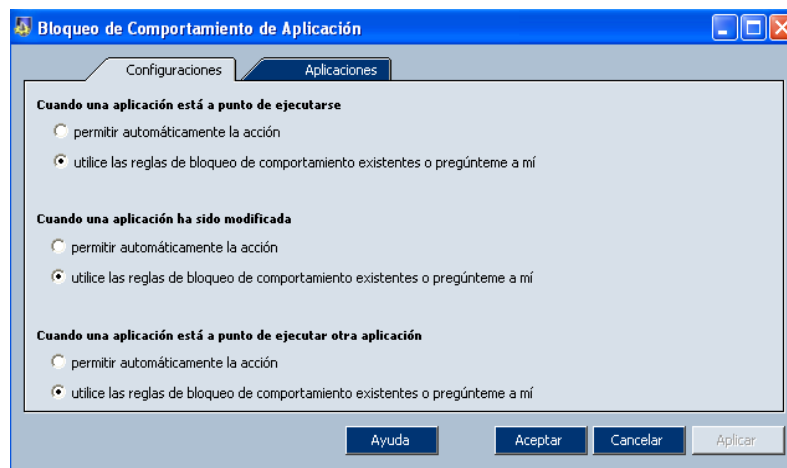 Bloqueo de Comportamiento de Aplicación
Configuraciones
Aplicaciones
Cuando una aplicación está a punto de ejecutarse
permitir automáticamente la acción
utilice las reglas de bloqueo de comportamiento existentes o pregúnteme a mí
Cuando una aplicación ha sido modificada
permitir automáticamente la acción
utilice las reglas de bloqueo de comportamiento existentes o pregúnteme a mí
Cuando una aplicación está a punto de ejecutar otra aplicación
permitir automáticamente la acción
utilice las reglas de bloqueo de comportamiento existentes o pregúnteme a mí
Ayuda
Aceptar
Cancelar
Aplicar